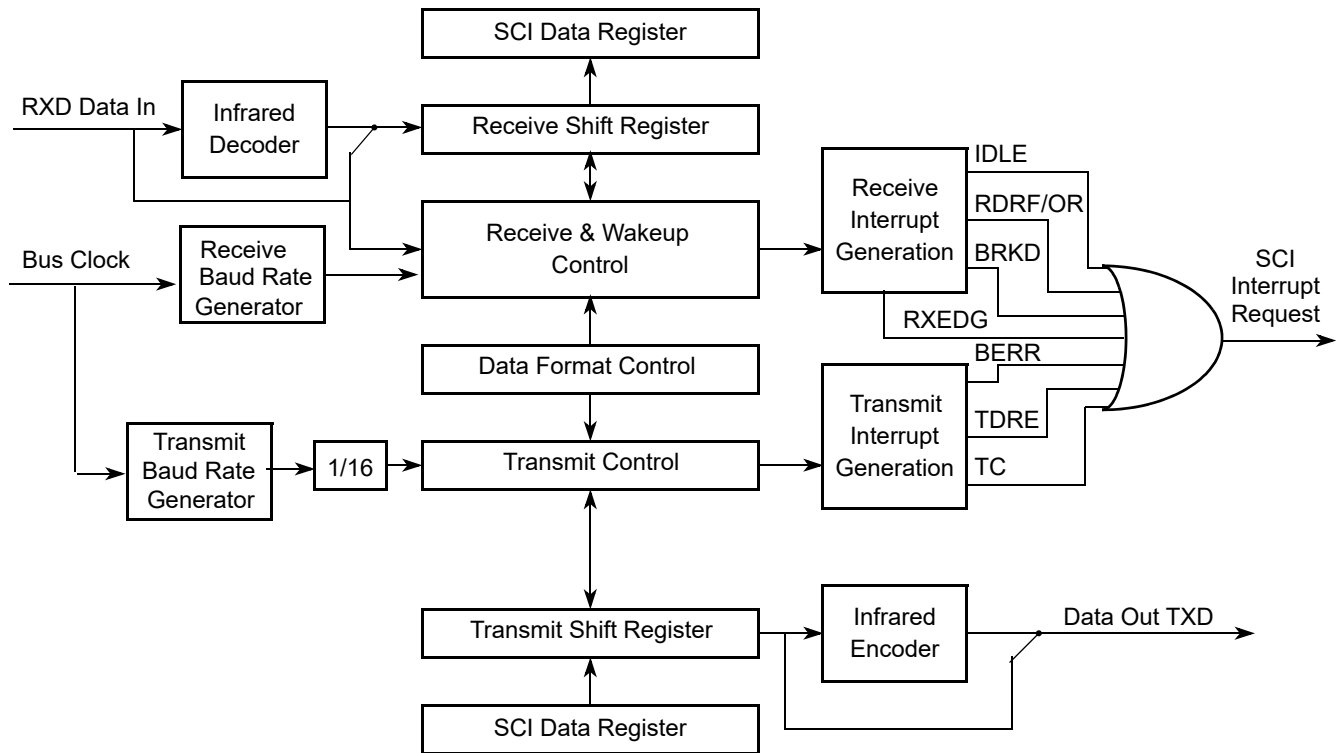 SCI Data Register
RXD Data In
Infrared
Decoder
Receive Shift Register
Receive
Interrupt
Generation
IDLE
RDRF/OR
BRKD
RXEDG
Receive & Wakeup
Control
Bus Clock
Receive
Baud Rate
Generator
SCI
Interrupt
Request
Data Format Control
BERR
Transmit
Interrupt
Generation
TDRE
TC
Transmit
Baud Rate
Generator
1/16
Transmit Control
Transmit Shift Register
Infrared
Encoder
Data Out TXD
SCI Data Register